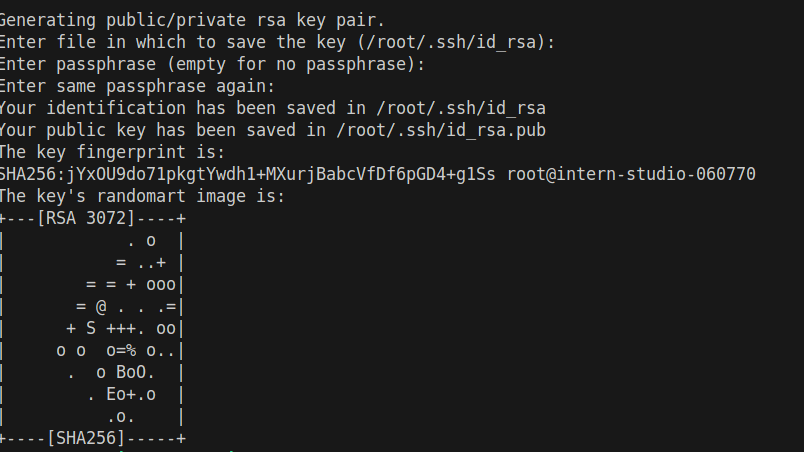 Generating public/private rsa key pair.
Enter file in which to save the key (/root/.ssh/id_rsa):
Enter passphrase (empty for no passphrase):
Enter same passphrase again:
Your identification has been saved in /root/.ssh/id_rsa
Your public key has been saved in /root/.ssh/id_rsa.pub
The key fingerprint is:
SHA256:jYxOU9do71pkgtYwdh1+MXurjBabcVfDf6pGD4+g1Ss root@intern-studio-060770
The key's randomart image is:
+---[RSA 3072]----+
|            . o  |
|           = ..+ |
|        = = + ooo|
|       = @ . . .=|
|      + S +++. oo|
|     o o  o=% o..|
|      .  o BoO.  |
|        . Eo+.o  |
|          .o.    |
+----[SHA256]-----+